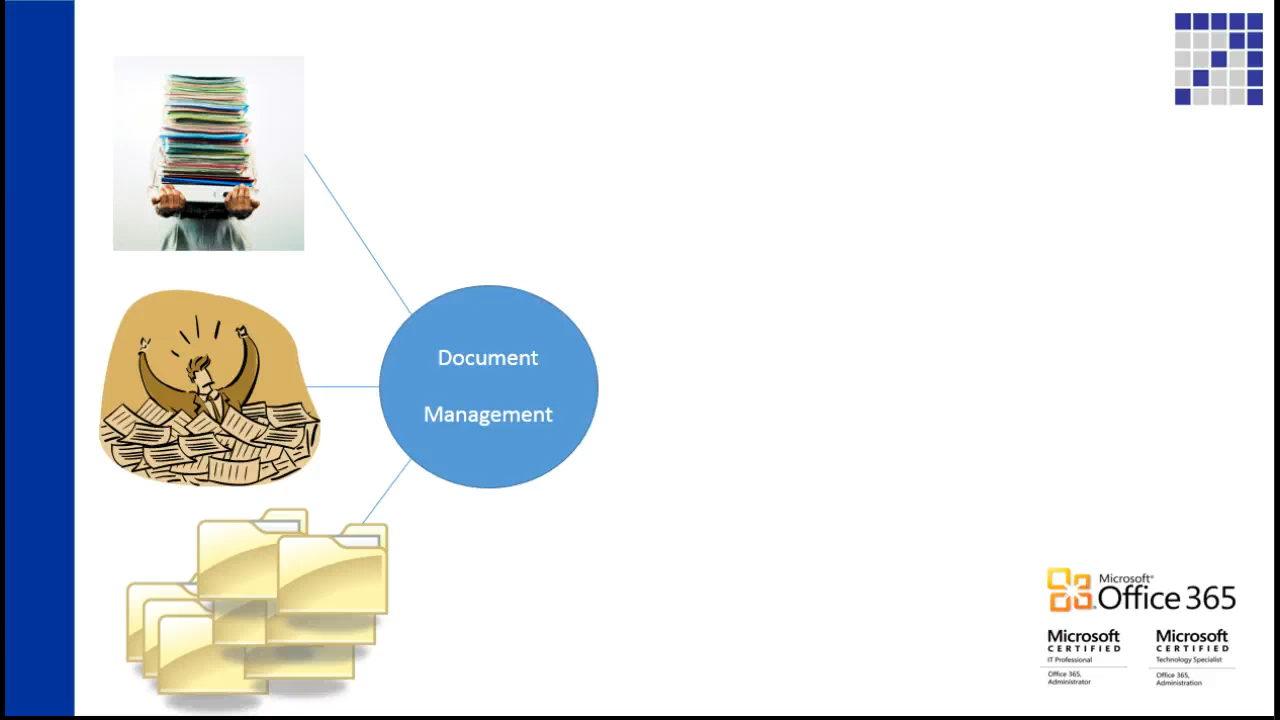 Document
Management
Microsoft®
Office 365
Microsoft
CERTIFIED
IT Professional
Office 365,
Administrator
Microsoft
CERTIFIED
Technology Specialist
Office 365,
Administration